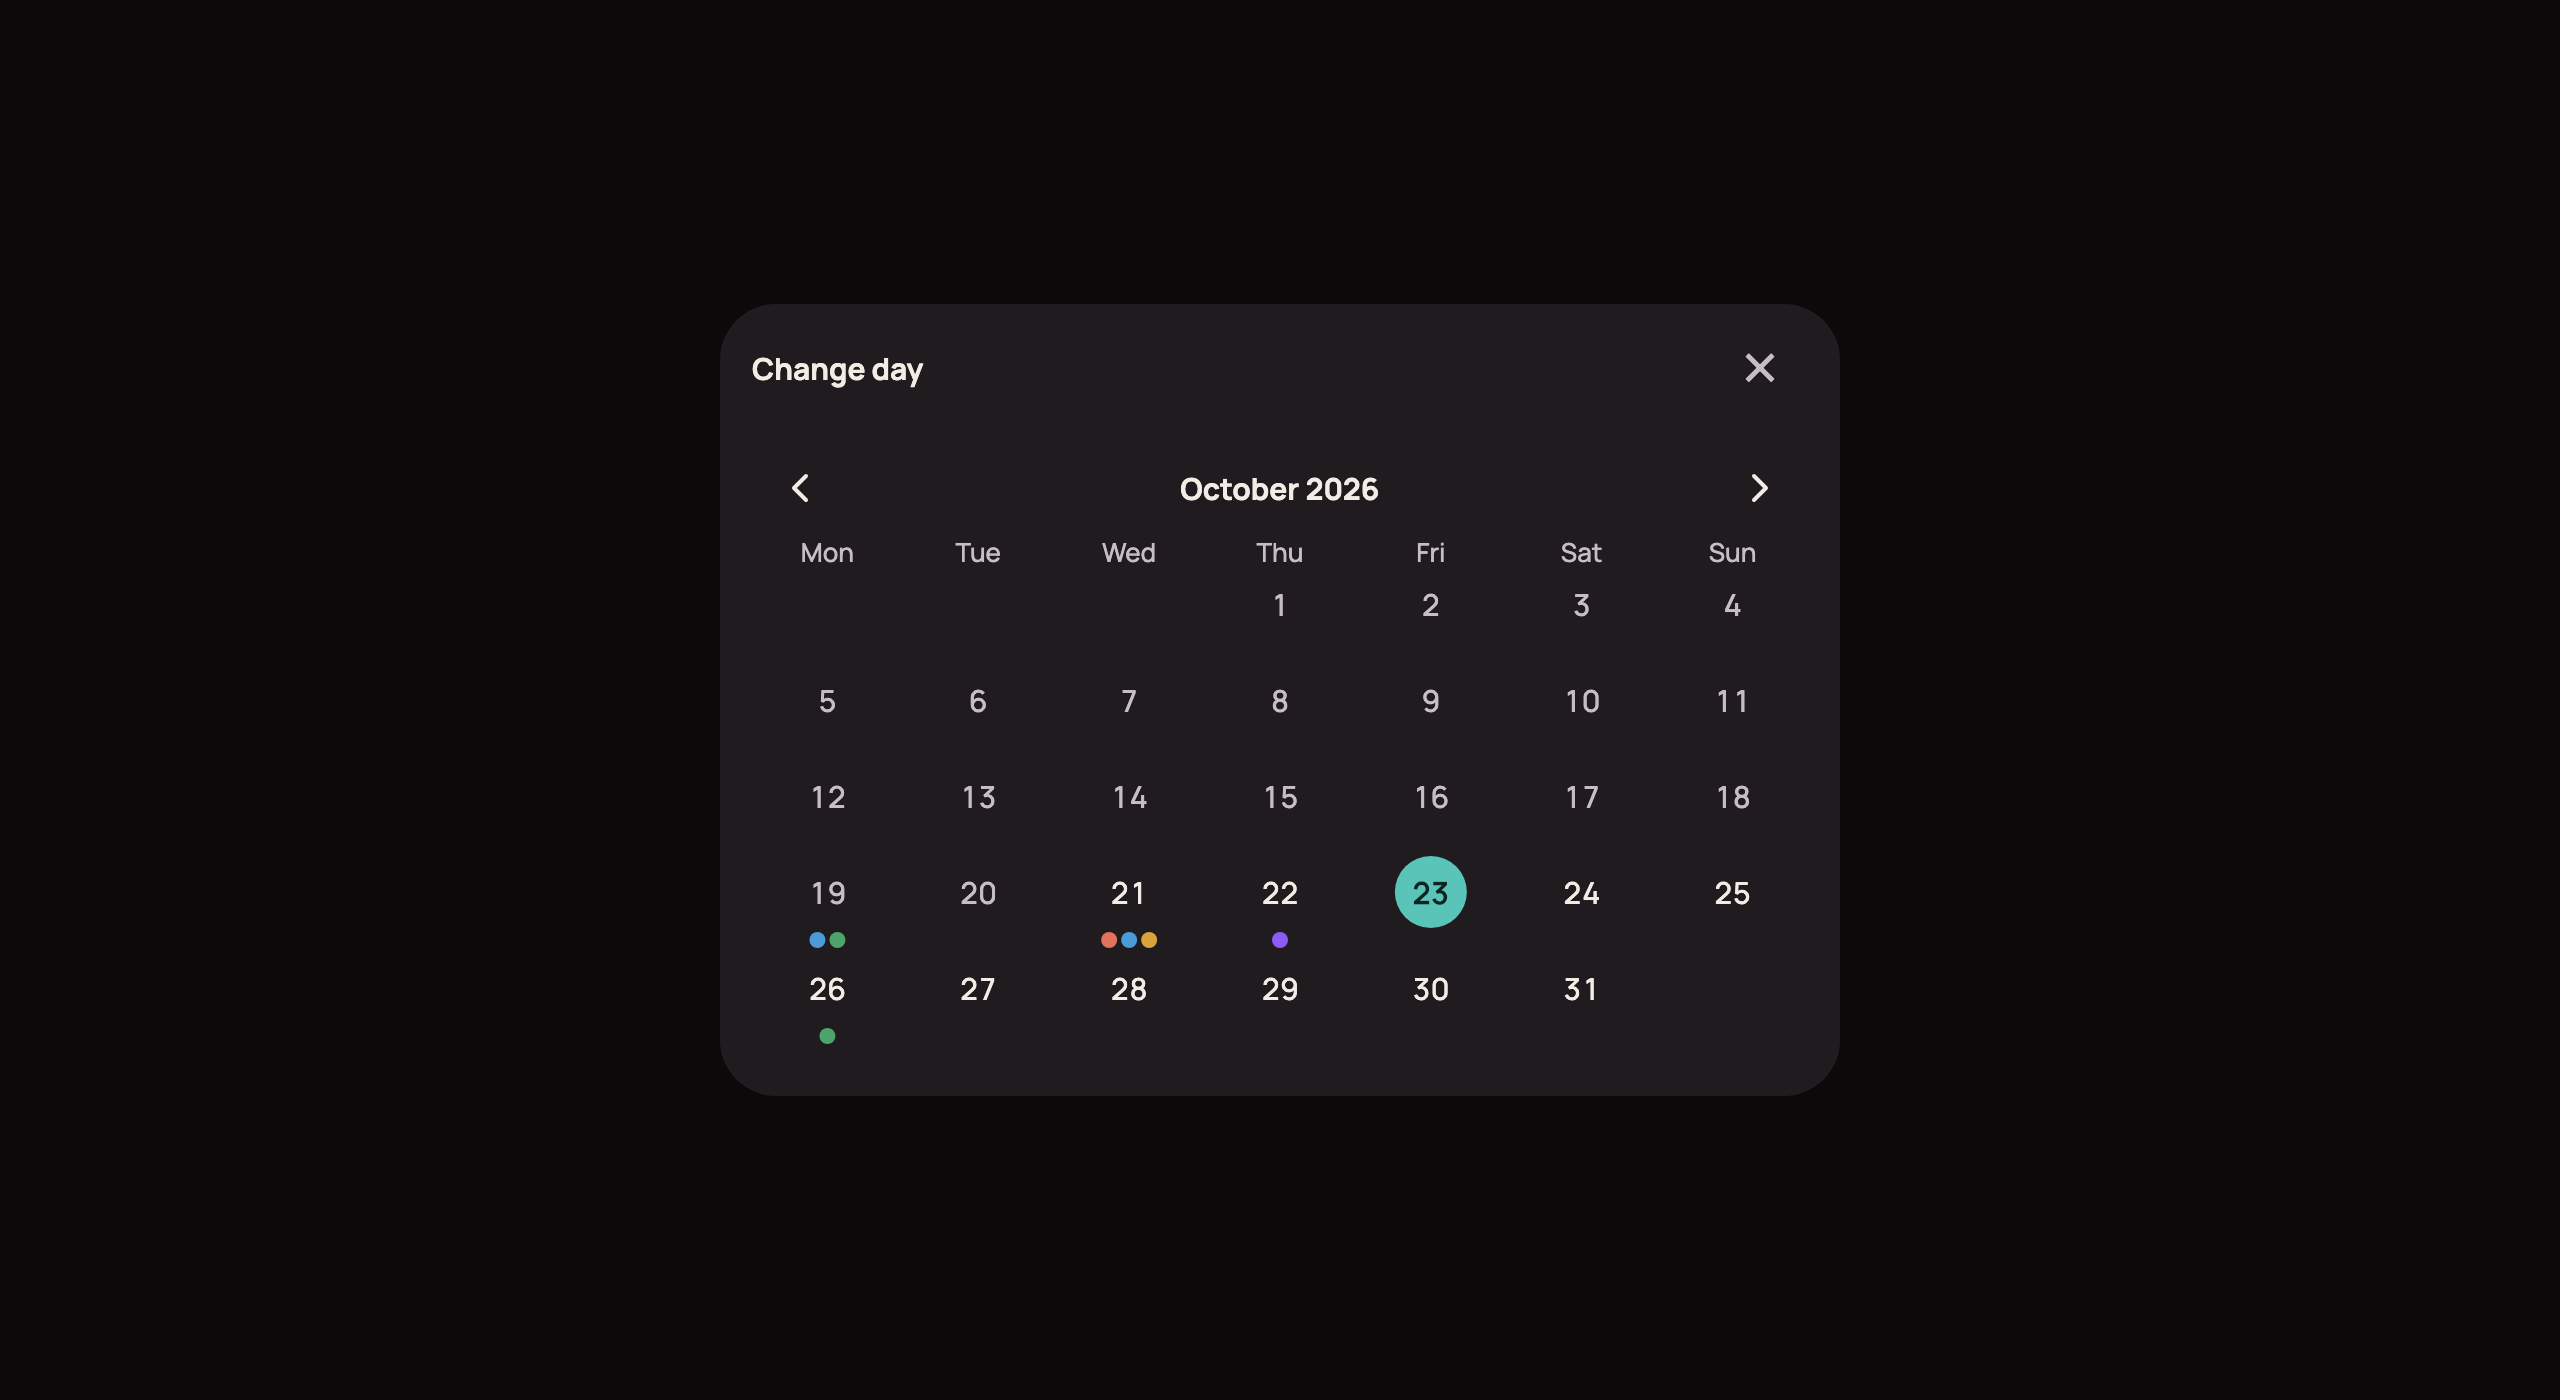 Change day
October 2026
Mon Tue Wed Thu Fri Sat Sun
1 2 3 4
5 6 7 8 9 10 11
12 13 14 15 16 17 18
19 20 21 22 23 24 25
26 27 28 29 30 31